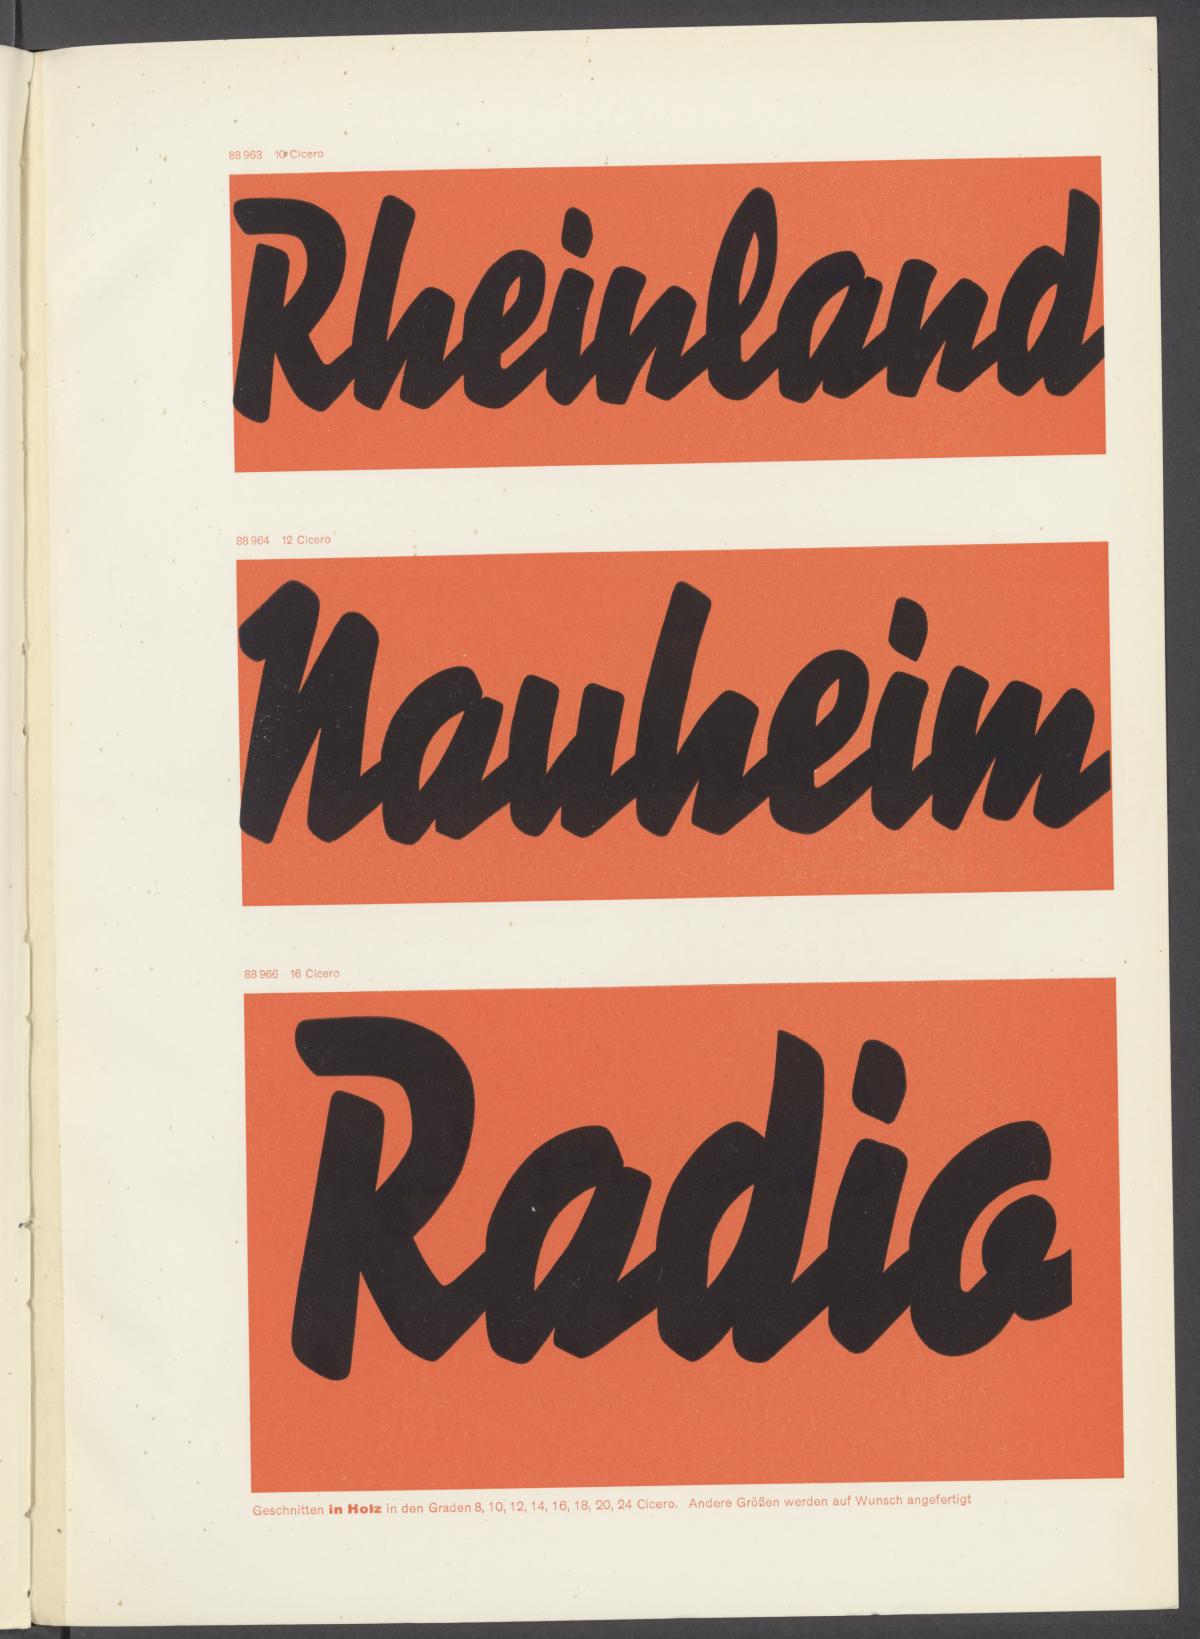 88 963 10 Cicero
Rheinland
88 964 12 Cicero
Nauheim
88 966 16 Cicero
Radio
Geschnitten in Holz in den Graden 8, 10, 12, 14, 16, 18, 20, 24 Cicero. Andere Größen werden auf Wunsch angefertigt